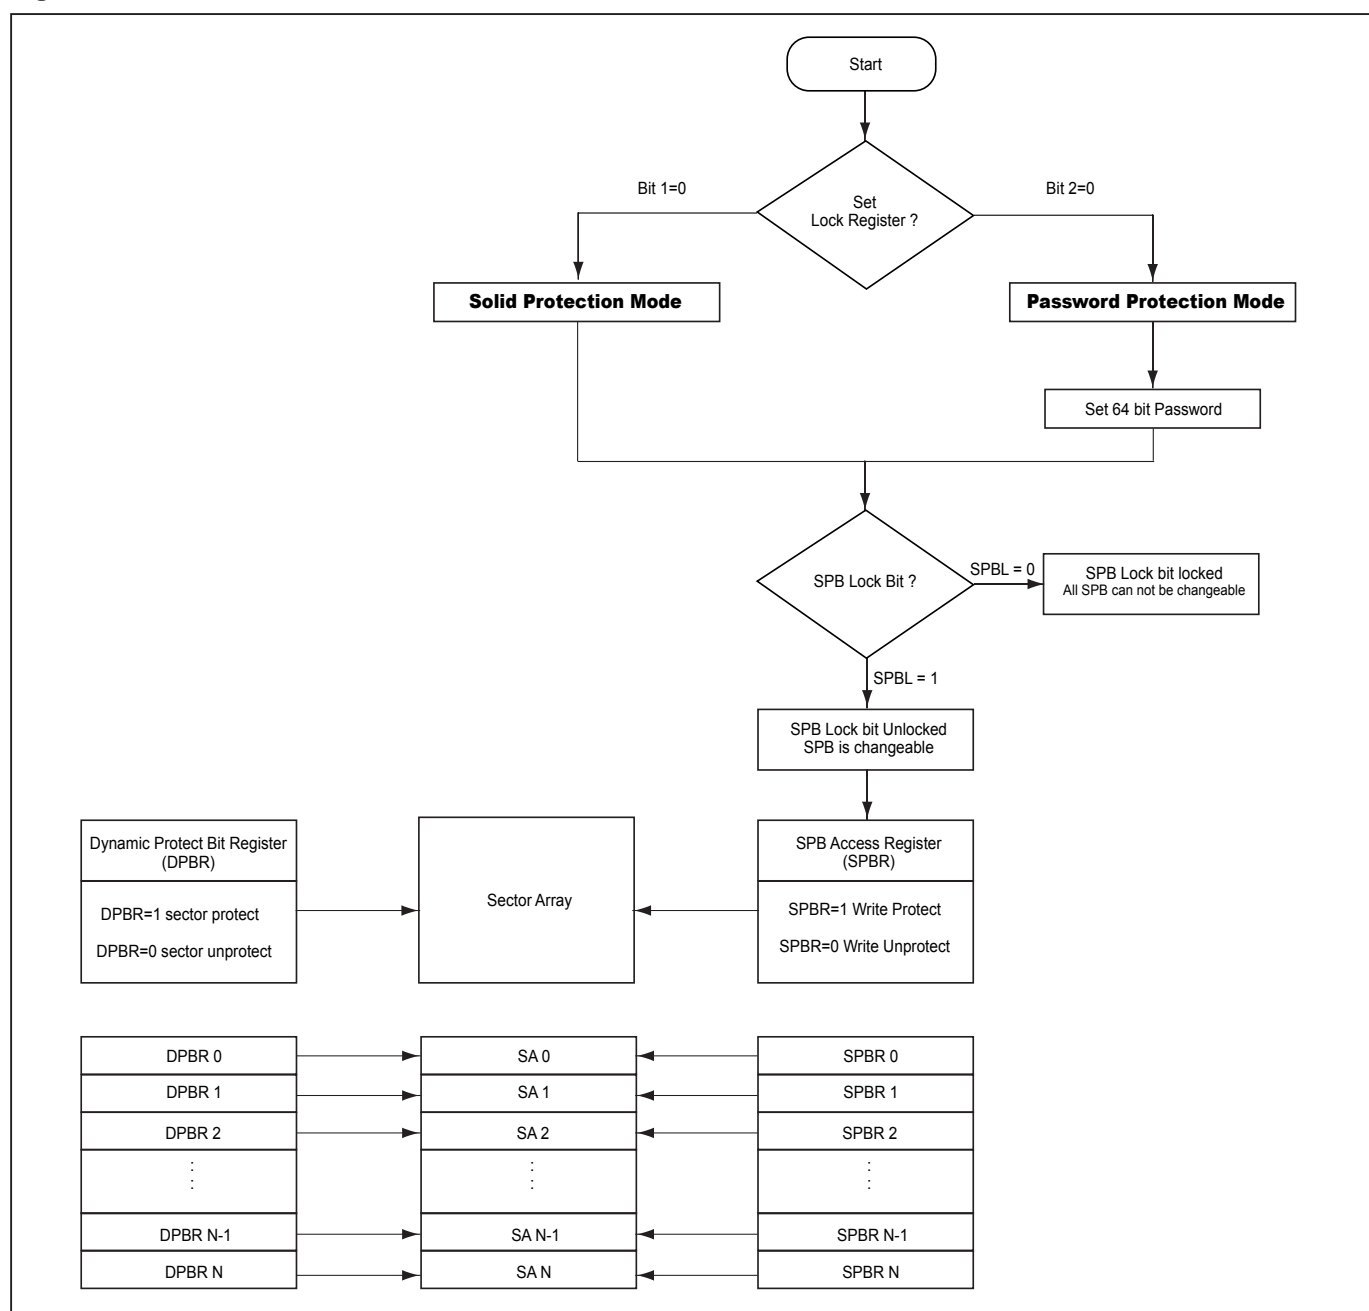 Start
Bit 1=0
Bit 2=0
Set
Lock Register ?
Solid Protection Mode
Password Protection Mode
Set 64 bit Password
SPB Lock Bit ?
SPBL = 0
SPB Lock bit locked
All SPB can not be changeable
SPBL = 1
SPB Lock bit Unlocked
SPB is changeable
Dynamic Protect Bit Register
(DPBR)
DPBR=1 sector protect
DPBR=0 sector unprotect
Sector Array
SPB Access Register
(SPBR)
SPBR=1 Write Protect
SPBR=0 Write Unprotect
DPBR 0
SA 0
SPBR 0
DPBR 1
SA 1
SPBR 1
DPBR 2
SA 2
SPBR 2
: : :
: : :
DPBR N-1
SA N-1
SPBR N-1
DPBR N
SA N
SPBR N